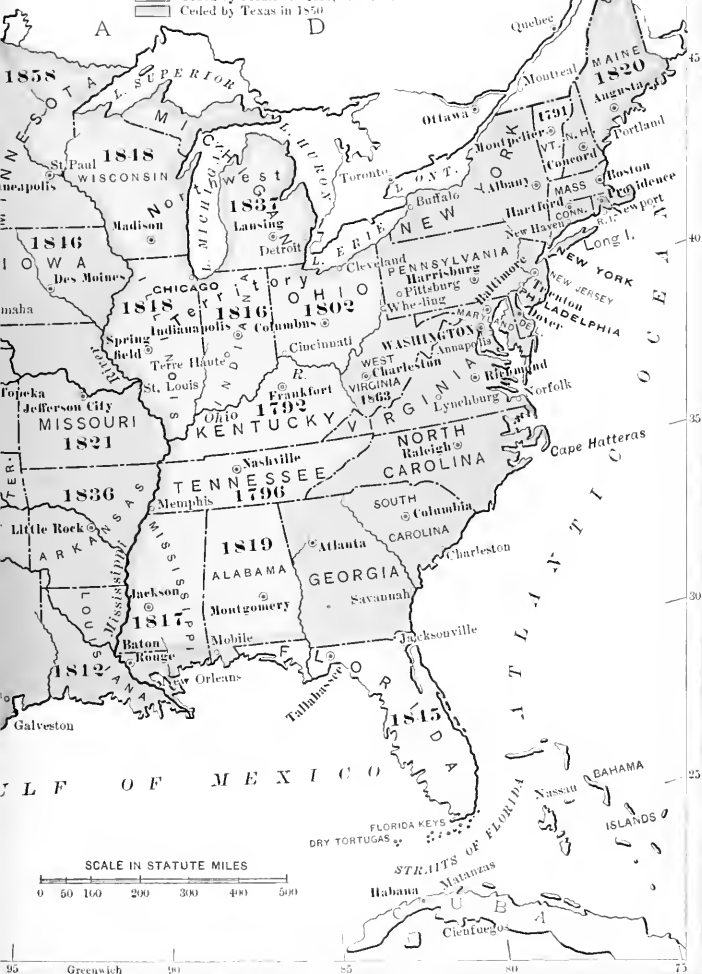 Ceded by Texas in 1850
A
D
Quebec
45
1858
MINNESOTA
L. SUPERIOR
MAINE
1820
Augusta
Montreal
Ottawa
1791
Montpelier
VT.
N.H.
Portland
Concord
MICHIGAN
L. HURON
St. Paul
neapolis
1848
WISCONSIN
Northwest
Toronto
L. ONT.
Buffalo
Albany
NEW YORK
MASS
Boston
Hartford
CONN.
R.I.
Providence
Newport
New Haven
1837
Lansing
Madison
L. MICHIGAN
Detroit
L. ERIE
Long I.
40
1846
IOWA
Des Moines
maha
CHICAGO
Cleveland
PENNSYLVANIA
Harrisburg
Pittsburg
Wheeling
NEW YORK
NEW JERSEY
Trenton
PHILADELPHIA
Baltimore
Dover
DEL.
MARYLAND
1848
Territory
ILLINOIS
1816
INDIANA
OHIO
1802
Indianapolis
Columbus
Springfield
Cincinnati
WASHINGTON
Annapolis
Terre Haute
River
St. Louis
WEST
VIRGINIA
1863
Charleston
Richmond
Norfolk
Lynchburg
VIRGINIA
Topeka
Jefferson City
MISSOURI
1821
Ohio
R.
Frankfort
1792
KENTUCKY
35
TERI
Nashville
TENNESSEE
1796
Memphis
NORTH
CAROLINA
Raleigh
Cape Hatteras
1836
Little Rock
ARKANSAS
SOUTH
CAROLINA
Columbia
Charleston
ATLANTIC OCEAN
Mississippi
MISSISSIPPI
1819
ALABAMA
Montgomery
Atlanta
GEORGIA
Savannah
30
Jackson
1817
LOUISIANA
1812
Baton
Rouge
Mobile
New Orleans
Jacksonville
Tallahassee
FLORIDA
1845
Galveston
ULF OF MEXICO
25
BAHAMA
ISLANDS
Nassau
FLORIDA KEYS
DRY TORTUGAS
STRAITS OF FLORIDA
SCALE IN STATUTE MILES
0 50 100 200 300 400 500
Habana
Matanzas
CUBA
Cienfuegos
95
Greenwich
90
85
80
75